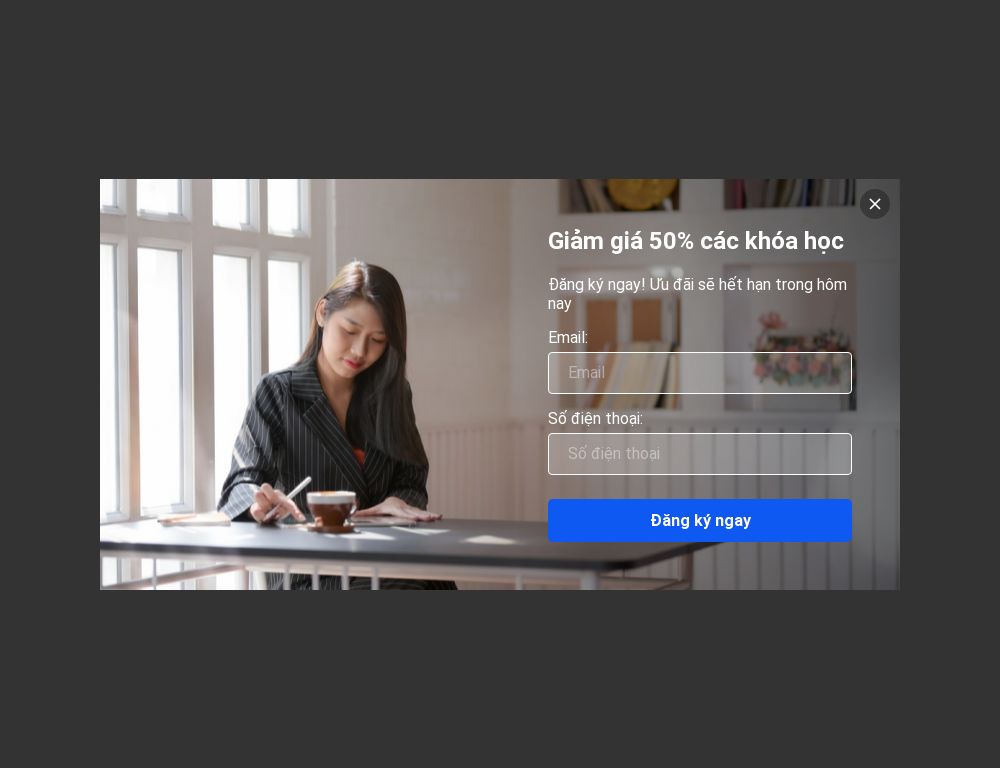 Giảm giá 50% các khóa học
Đăng ký ngay! Ưu đãi sẽ hết hạn trong hôm
nay
Email:
Email
Số điện thoại:
Số điện thoại
Đăng ký ngay